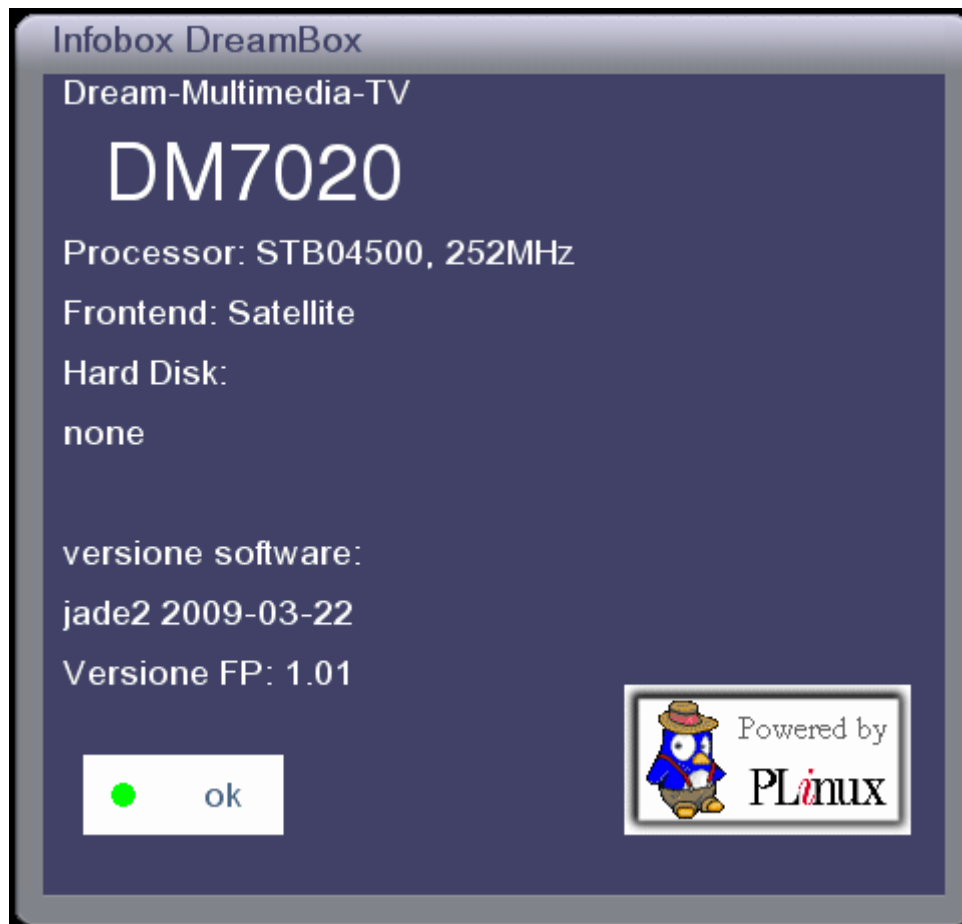 Infobox DreamBox
Dream-Multimedia-TV
DM7020
Processor: STB04500, 252MHz
Frontend: Satellite
Hard Disk:
none
versione software:
jade2 2009-03-22
Versione FP: 1.01
ok
Powered by
PLinux